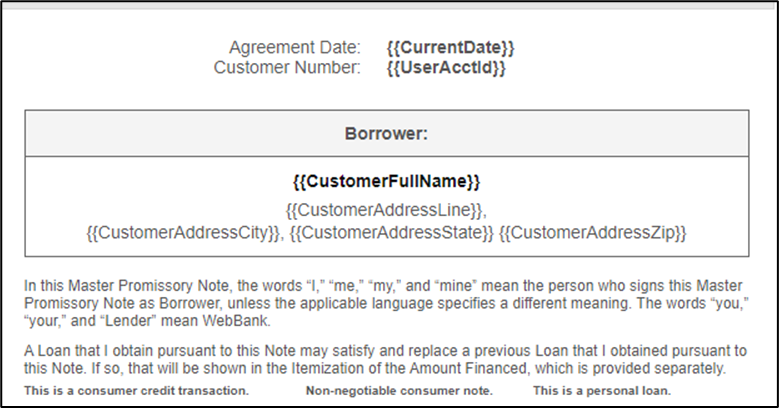 Agreement Date: {{CurrentDate}}
Customer Number: {{UserAcctId}}
Borrower:
{{CustomerFullName}}
{{CustomerAddressLine}},
{{CustomerAddressCity}}, {{CustomerAddressState}} {{CustomerAddressZip}}
In this Master Promissory Note, the words “I,” “me,” “my,” and “mine” mean the person who signs this Master
Promissory Note as Borrower, unless the applicable language specifies a different meaning. The words “you,”
“your,” and “Lender” mean WebBank.
A Loan that I obtain pursuant to this Note may satisfy and replace a previous Loan that I obtained pursuant to
this Note. If so, that will be shown in the Itemization of the Amount Financed, which is provided separately.
This is a consumer credit transaction. Non-negotiable consumer note. This is a personal loan.